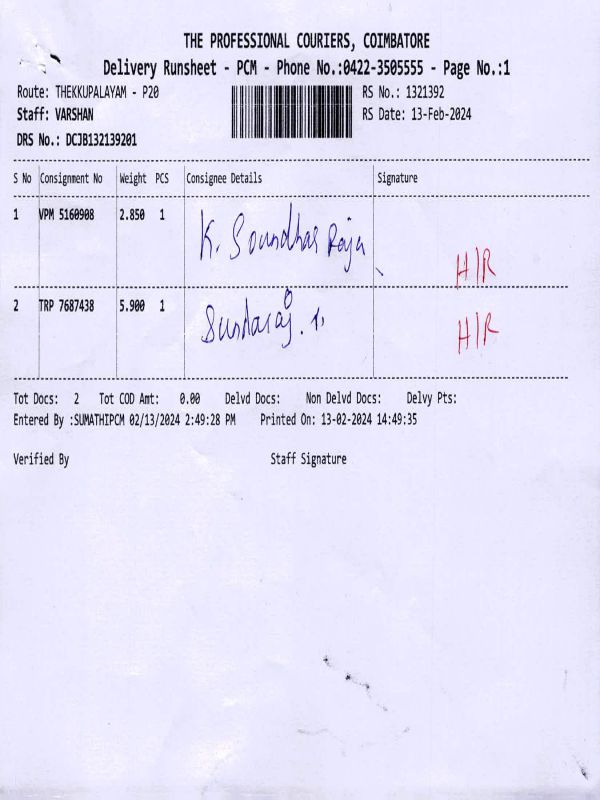 THE PROFESSIONAL COURIERS, COIMBATORE
Delivery Runsheet - PCM - Phone No.:0422-3505555 - Page No.:1
Route: THEKKUPALAYAM - P20 RS No.: 1321392
Staff: VARSHAN RS Date: 13-Feb-2024
DRS No.: DCJB132139201
S No Consignment No Weight PCS Consignee Details Signature
1 VPM 5160908 2.850 1 K. Soundhar Raja H/R
2 TRP 7687438 5.900 1 Sundaraj. H/R
Tot Docs: 2 Tot COD Amt: 0.00 Delvd Docs: Non Delvd Docs: Delvy Pts:
Entered By :SUMATHIPCM 02/13/2024 2:49:28 PM Printed On: 13-02-2024 14:49:35
Verified By Staff Signature